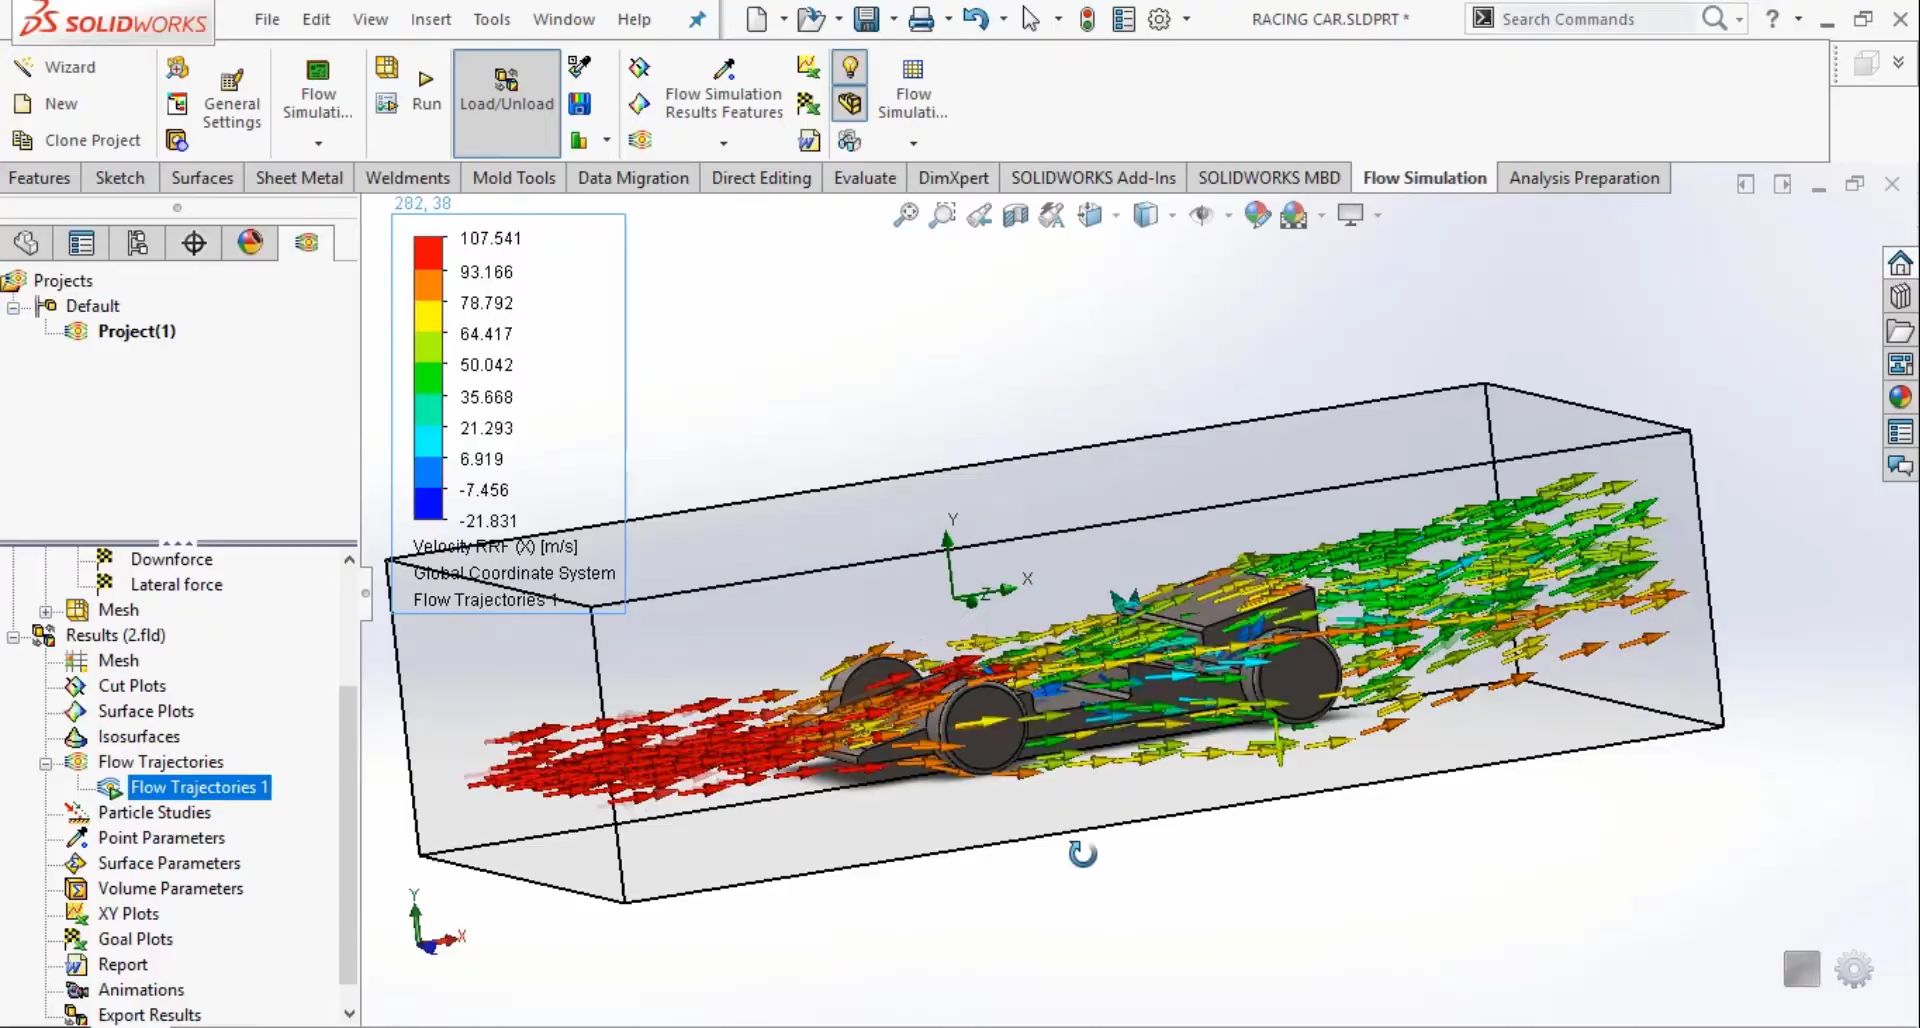 SOLIDWORKS
File Edit View Insert Tools Window Help
RACING CAR.SLDPRT *
Search Commands
?
Wizard
New
Clone Project
General Settings
Flow Simulati...
Run
Load/Unload
Flow Simulation Results Features
Flow Simulati...
Features Sketch Surfaces Sheet Metal Weldments Mold Tools Data Migration Direct Editing Evaluate DimXpert SOLIDWORKS Add-Ins SOLIDWORKS MBD Flow Simulation Analysis Preparation
Projects
Default
Project(1)
Downforce
Lateral force
Mesh
Results (2.fld)
Mesh
Cut Plots
Surface Plots
Isosurfaces
Flow Trajectories
Flow Trajectories 1
Particle Studies
Point Parameters
Surface Parameters
Volume Parameters
XY Plots
Goal Plots
Report
Animations
Export Results
282, 38
107.541
93.166
78.792
64.417
50.042
35.668
21.293
6.919
-7.456
-21.831
Velocity RRF (X) [m/s]
Global Coordinate System
Flow Trajectories 1
Y
X
Z
Y
X